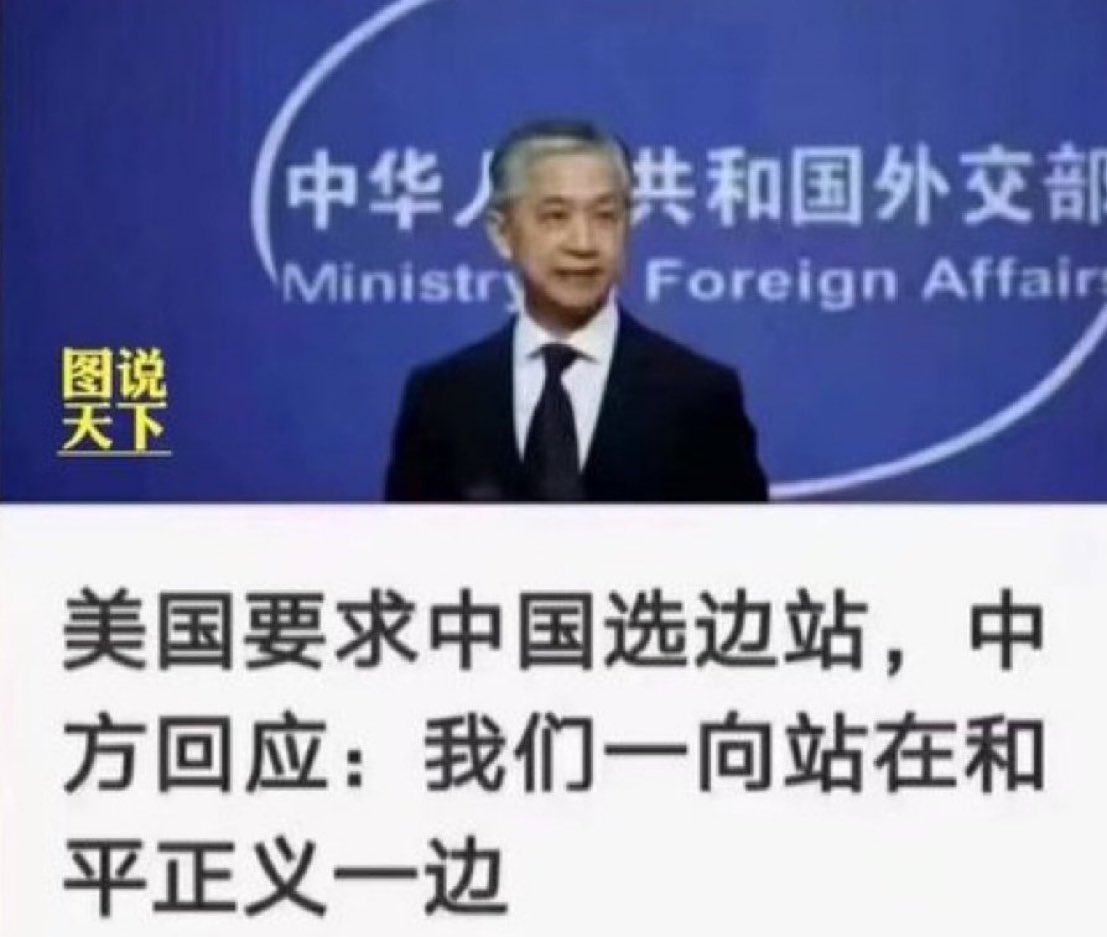 中华人 共和国外交部
Ministry Foreign Affairs
图说
天下
美国要求中国选边站，中
方回应：我们一向站在和
平正义一边